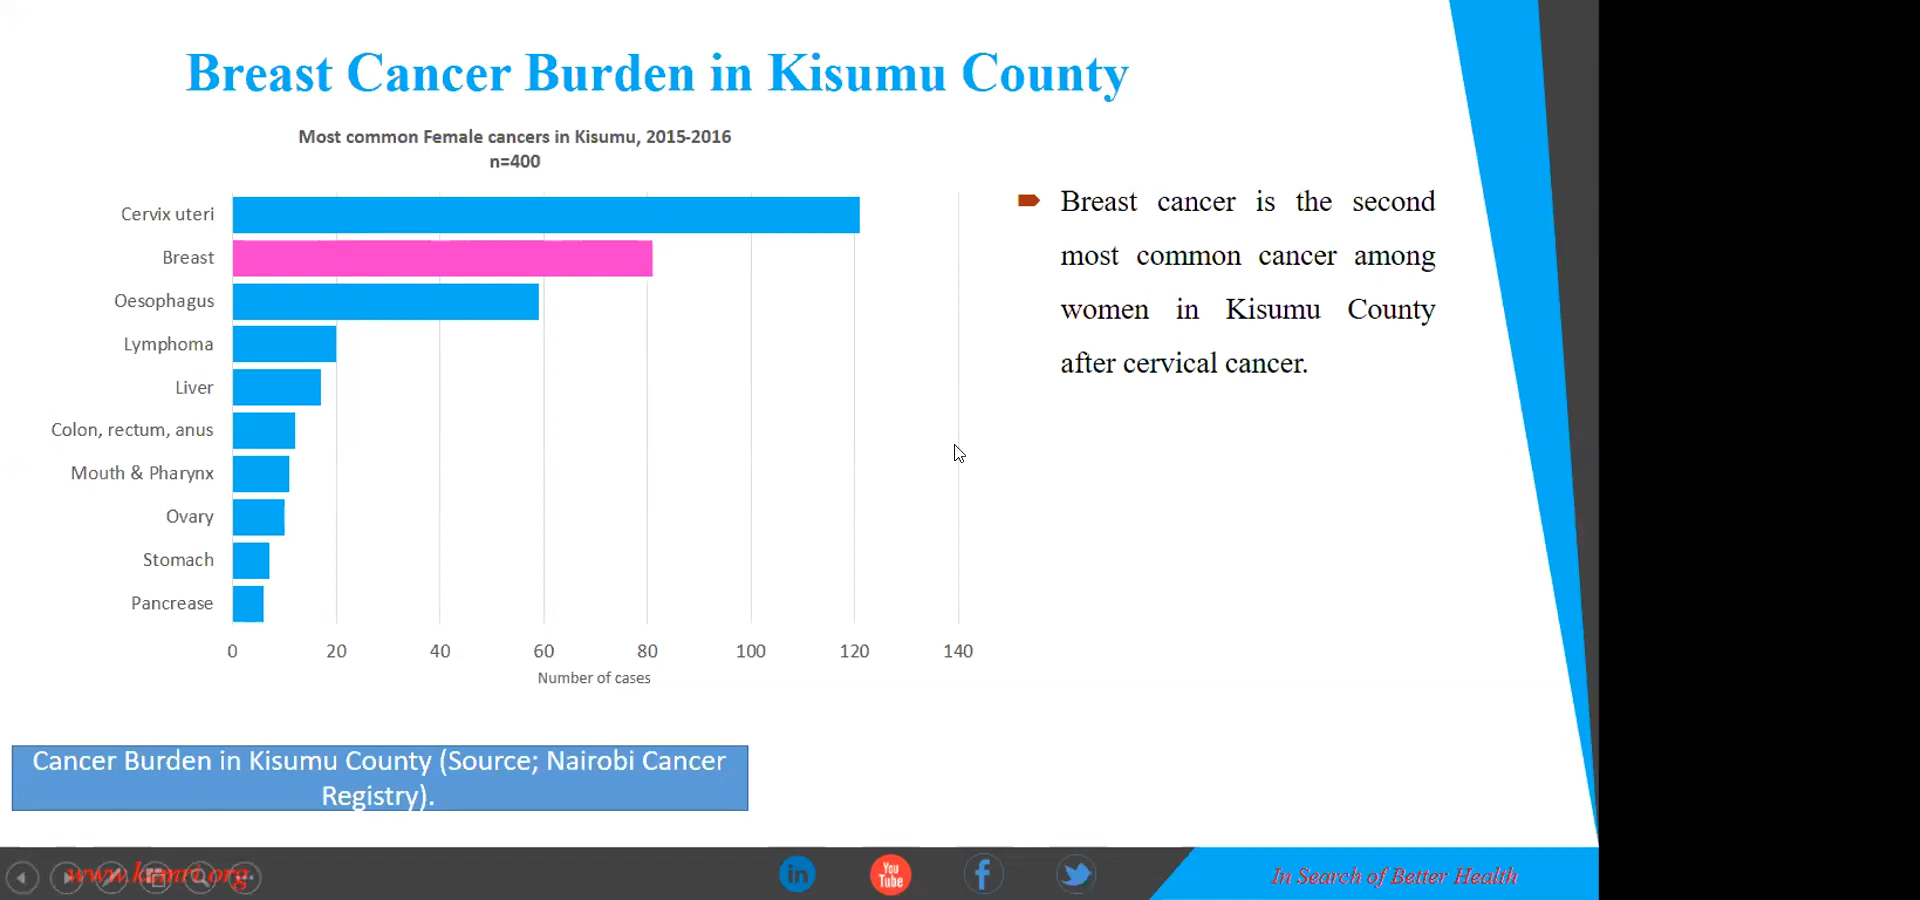 Breast Cancer Burden in Kisumu County
Most common Female cancers in Kisumu, 2015-2016
n=400
Cervix uteri
Breast
Oesophagus
Lymphoma
Liver
Colon, rectum, anus
Mouth & Pharynx
Ovary
Stomach
Pancrease
0 20 40 60 80 100 120 140
Number of cases
Breast cancer is the second
most common cancer among
women in Kisumu County
after cervical cancer.
Cancer Burden in Kisumu County (Source; Nairobi Cancer
Registry).
www.kemri.org
in
You
Tube
f
In Search of Better Health